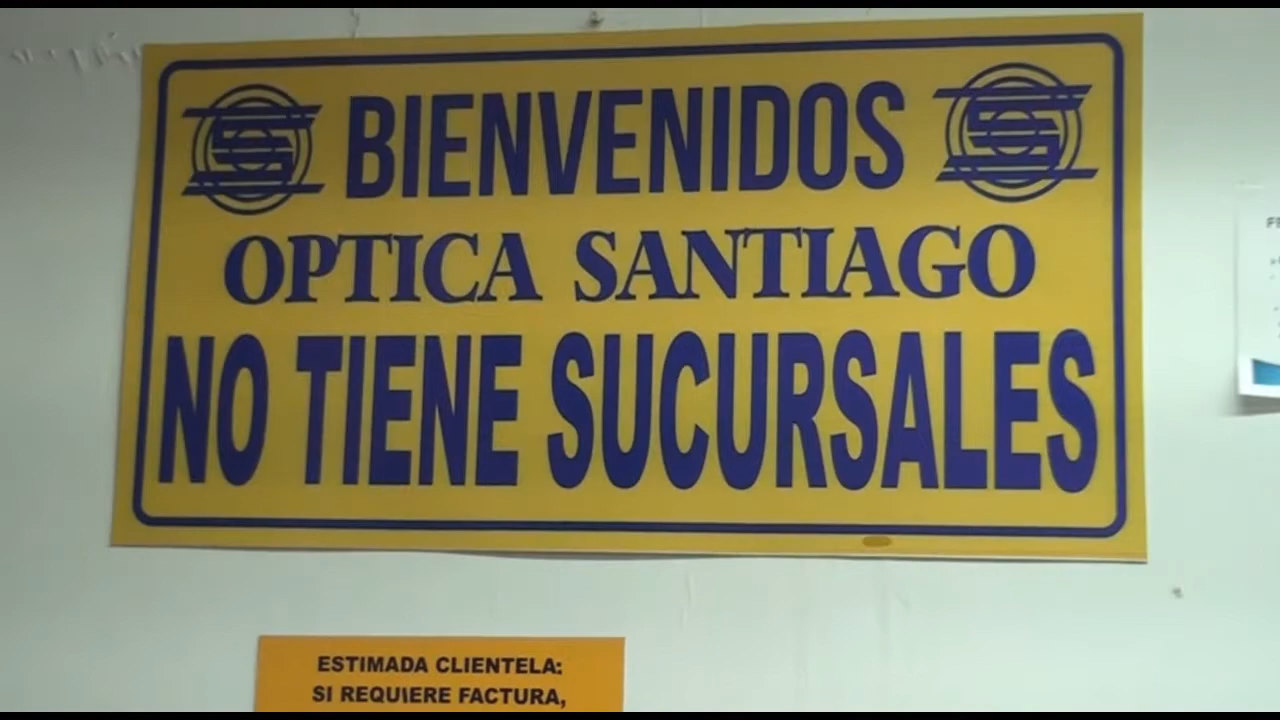 BIENVENIDOS
OPTICA SANTIAGO
NO TIENE SUCURSALES
ESTIMADA CLIENTELA:
SI REQUIERE FACTURA,